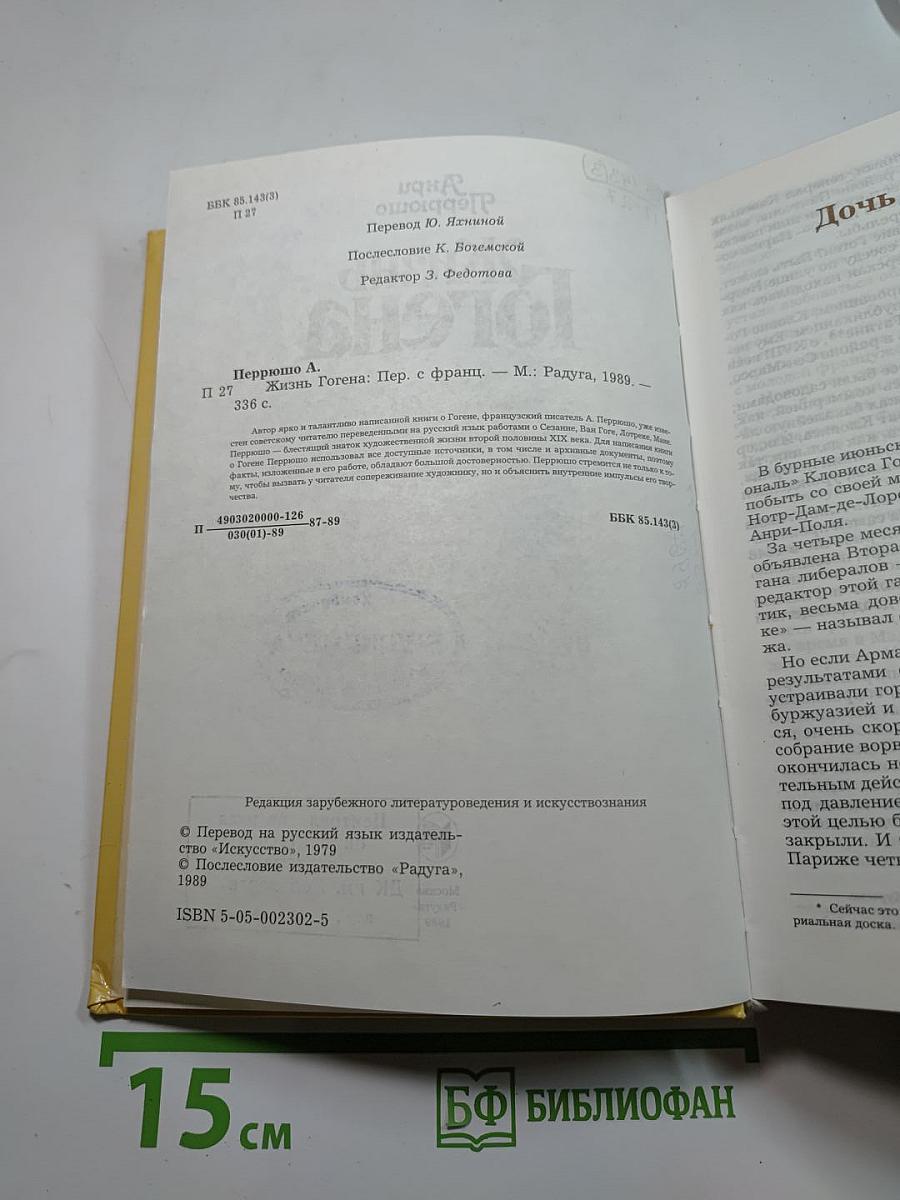 ББК 85.143(3)
П 27
Перевод Ю. Яхниной
Послесловие К. Богемской
Редактор З. Федотова
Перрюшо А.
П 27 Жизнь Гогена: Пер. с франц. — М.: Радуга, 1989. —
336 с.
Автор ярко и талантливо написанной книги о Гогене, французский писатель А. Перрюшо, уже изве-
стен советскому читателю переведенными на русский язык работами о Сезанне, Ван Гоге, Лотреке, Мане.
Перрюшо — блестящий знаток художественной жизни второй половины XIX века. Для написания книги
о Гогене Перрюшо использовал все доступные источники, в том числе и архивные документы, поэтому
факты, изложенные в его работе, обладают большой достоверностью. Перрюшо стремится не только к то-
му, чтобы вызвать у читателя сопереживание художнику, но и объяснить внутренние импульсы его твор-
чества.
П 4903020000-126
030(01)-89
87-89
ББК 85.143(3)
Редакция зарубежного литературоведения и искусствознания
© Перевод на русский язык издатель-
ство «Искусство», 1979
© Послесловие издательство «Радуга»,
1989
ISBN 5-05-002302-5
Дочь
В бурные июньск
ональ» Кловиса Го
побыть со своей м
Нотр-Дам-де-Лоре
Анри-Поля.
За четыре меся
объявлена Втора
гана либералов -
редактор этой га
тик, весьма дов
ке» — называл
жа.
Но если Арма
результатами
устраивали гор
буржуазией и
ся, очень скор
собрание ворв
окончилась н
тельным дейс
под давление
этой целью б
закрыли. И
Париже чет
* Сейчас это
риальная доска.
15 см
БФ БИБЛИОФАН